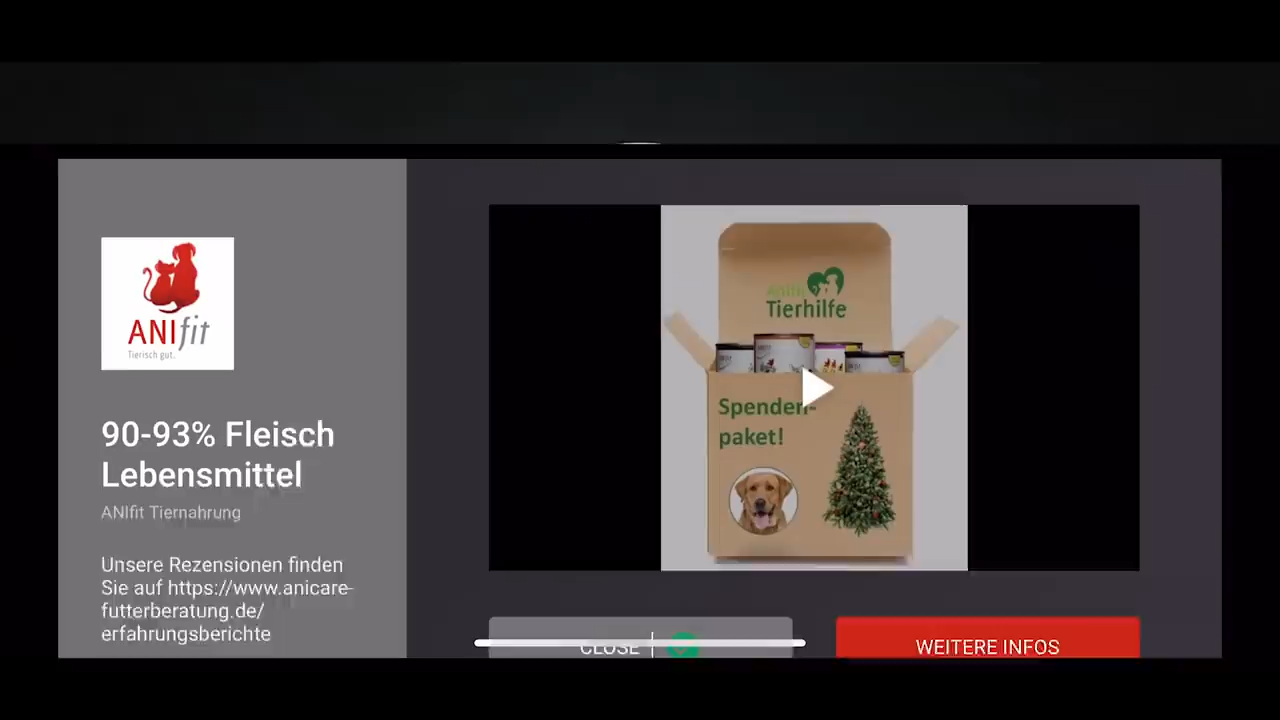 ANIfit
Tierisch gut.
90-93% Fleisch
Lebensmittel
ANIfit Tiernahrung
Unsere Rezensionen finden
Sie auf https://www.anicare-
futterberatung.de/
erfahrungsberichte
Tierhilfe
Spenden-
paket!
CLOSE
WEITERE INFOS